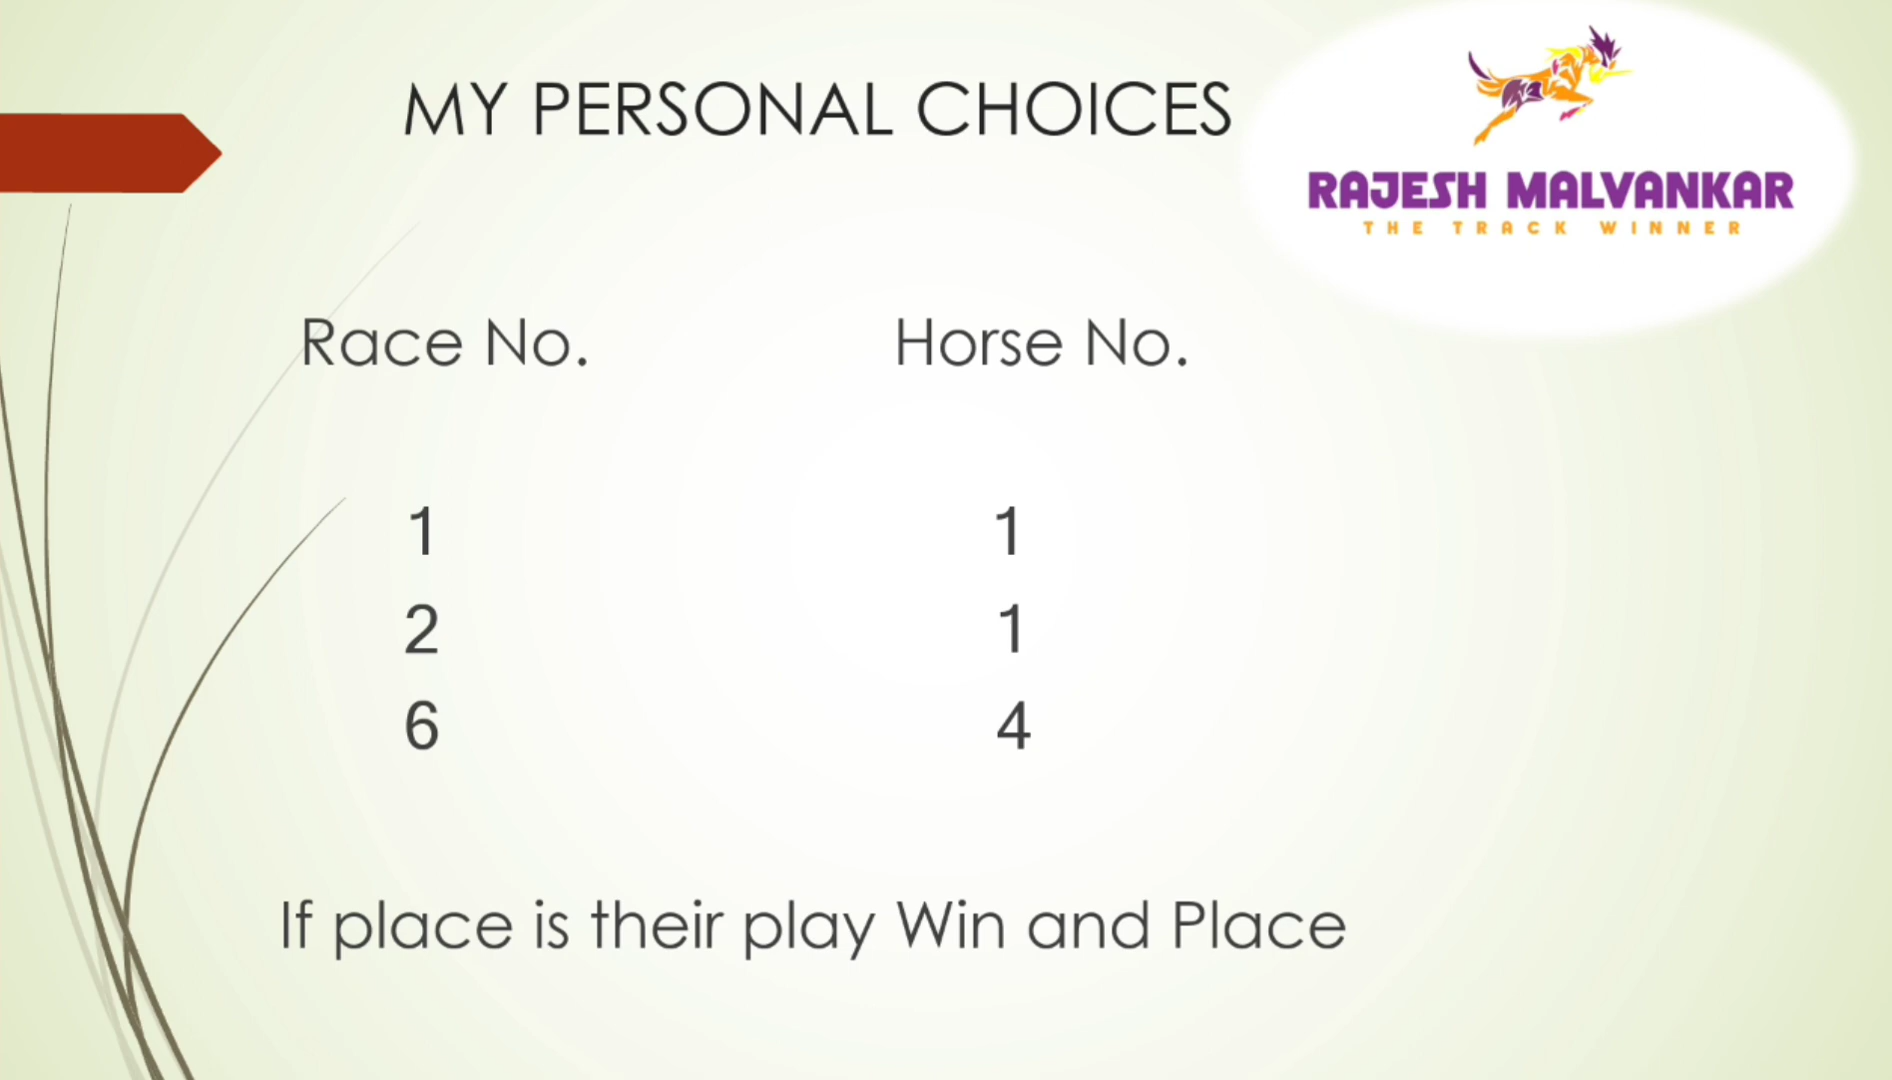 MY PERSONAL CHOICES
RAJESH MALVANKAR
THE TRACK WINNER
Race No. Horse No.
1 1
2 1
6 4
If place is their play Win and Place